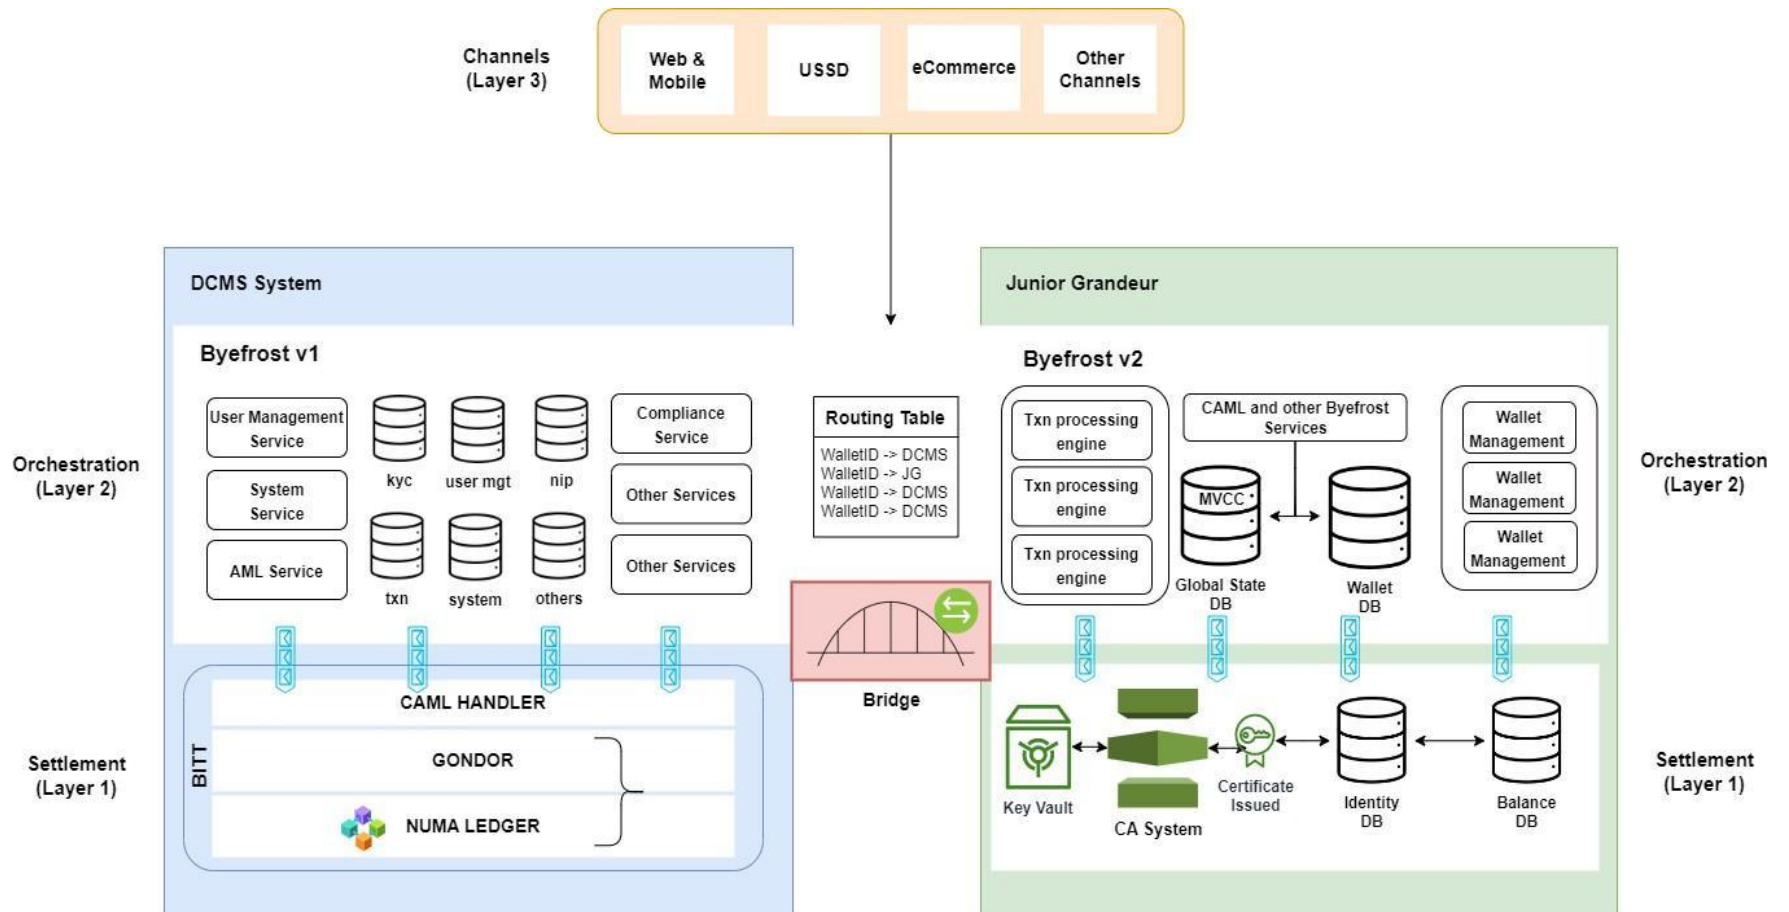 Channels
(Layer 3)
Web &
Mobile
USSD
eCommerce
Other
Channels
DCMS System
Junior Grandeur
Byefrost v1
Byefrost v2
Orchestration
(Layer 2)
User Management
Service
System
Service
AML Service
kyc
user mgt
nip
txn
system
others
Compliance
Service
Other Services
Other Services
Routing Table
WalletID -> DCMS
WalletID -> JG
WalletID -> DCMS
WalletID -> DCMS
Txn processing
engine
Txn processing
engine
Txn processing
engine
CAML and other Byefrost
Services
MVCC
Global State
DB
Wallet
DB
Wallet
Management
Wallet
Management
Wallet
Management
Orchestration
(Layer 2)
Bridge
Settlement
(Layer 1)
BITT
CAML HANDLER
GONDOR
NUMA LEDGER
Key Vault
CA System
Certificate
Issued
Identity
DB
Balance
DB
Settlement
(Layer 1)